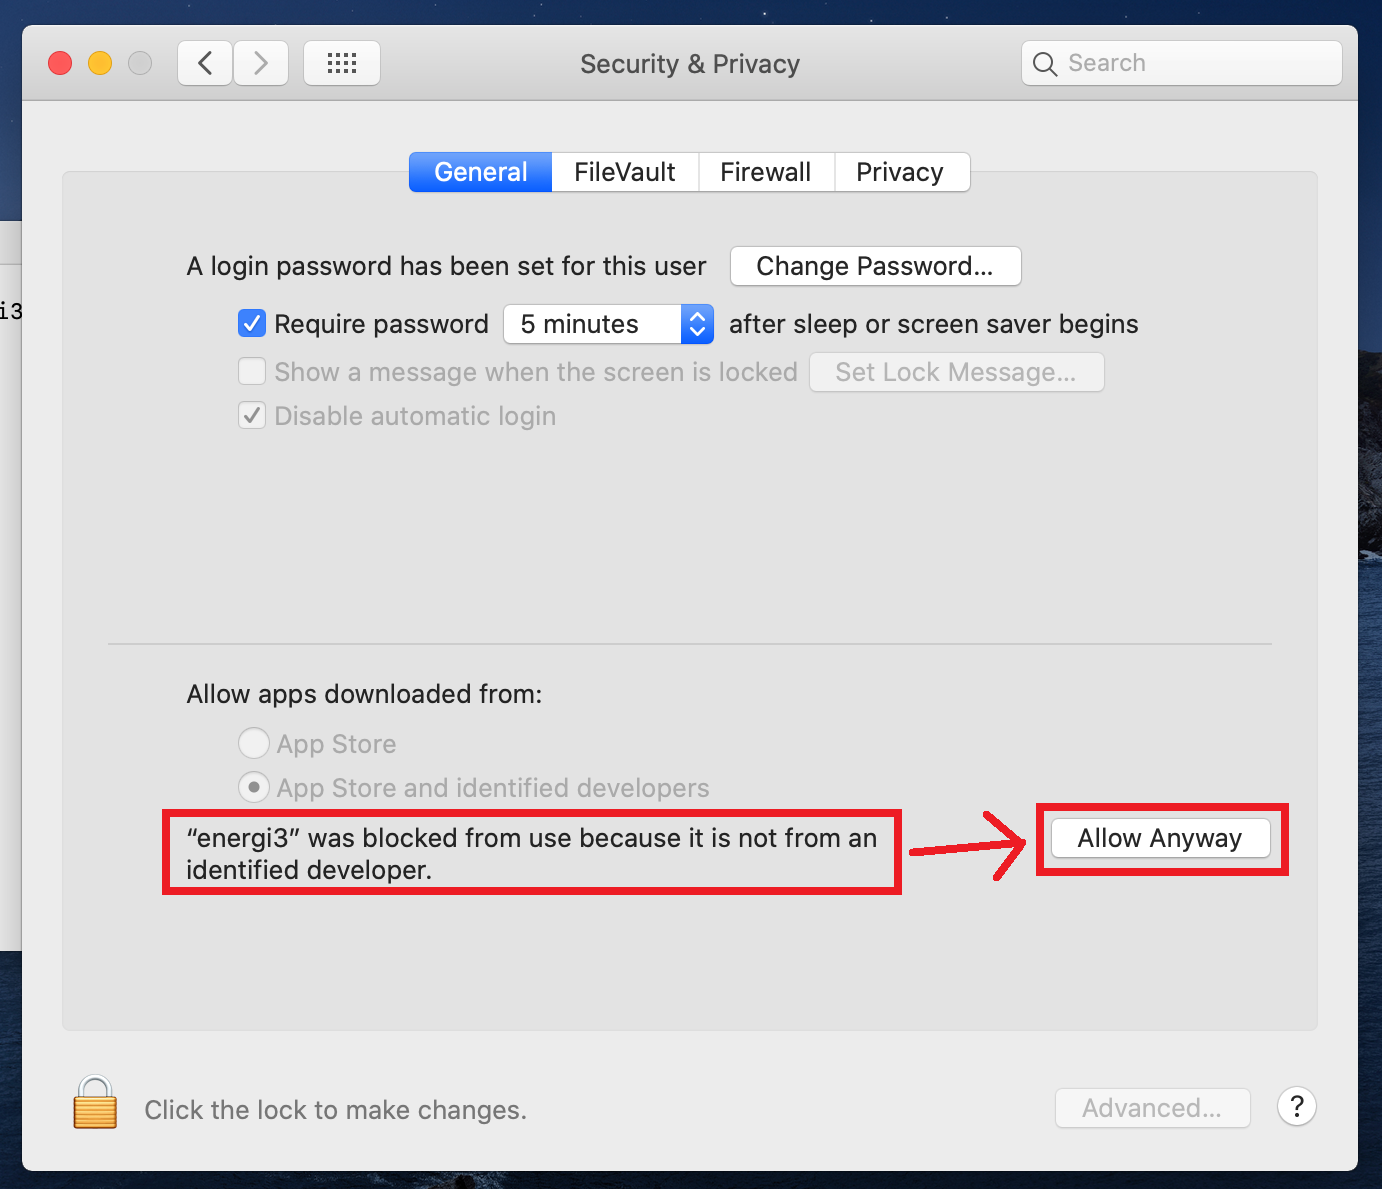 Security & Privacy
Search
General
FileVault
Firewall
Privacy
A login password has been set for this user
Change Password...
Require password
5 minutes
after sleep or screen saver begins
Show a message when the screen is locked
Set Lock Message...
Disable automatic login
i3
Allow apps downloaded from:
App Store
App Store and identified developers
“energi3” was blocked from use because it is not from an
identified developer.
Allow Anyway
Click the lock to make changes.
Advanced...
?